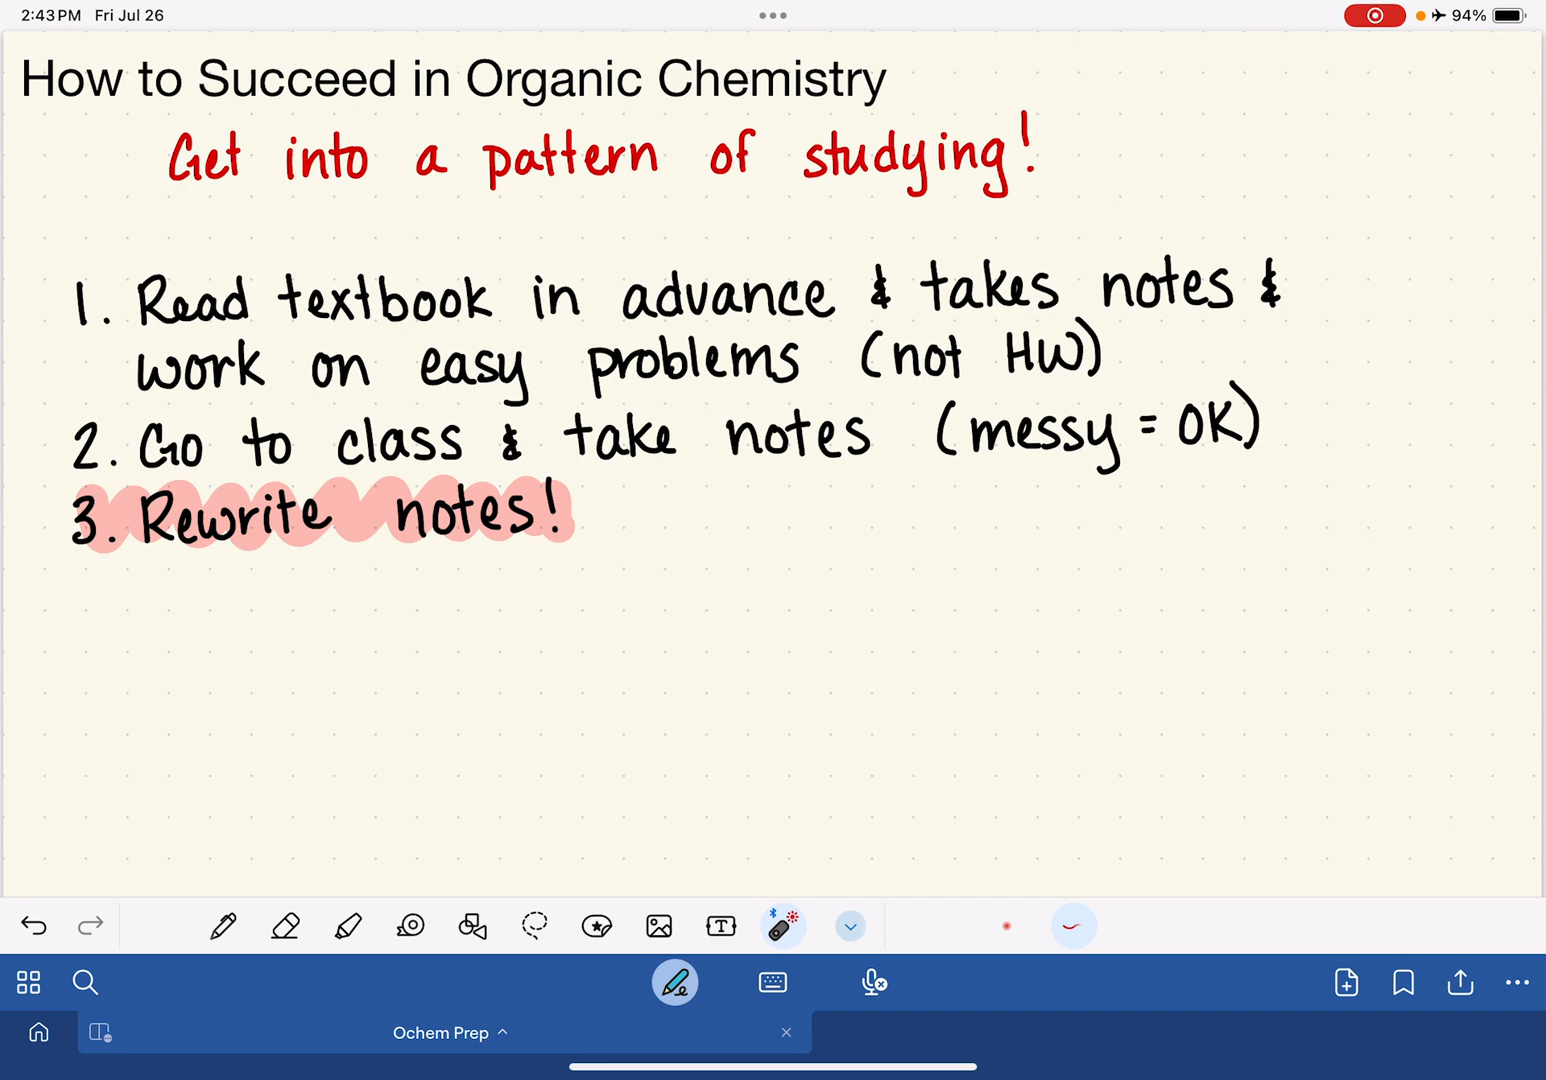 2:43 PM Fri Jul 26
94%
How to Succeed in Organic Chemistry
Get into a pattern of studying!
1. Read textbook in advance & takes notes &
work on easy problems (not HW)
2. Go to class & take notes (messy = OK)
3. Rewrite notes!
Ochem Prep